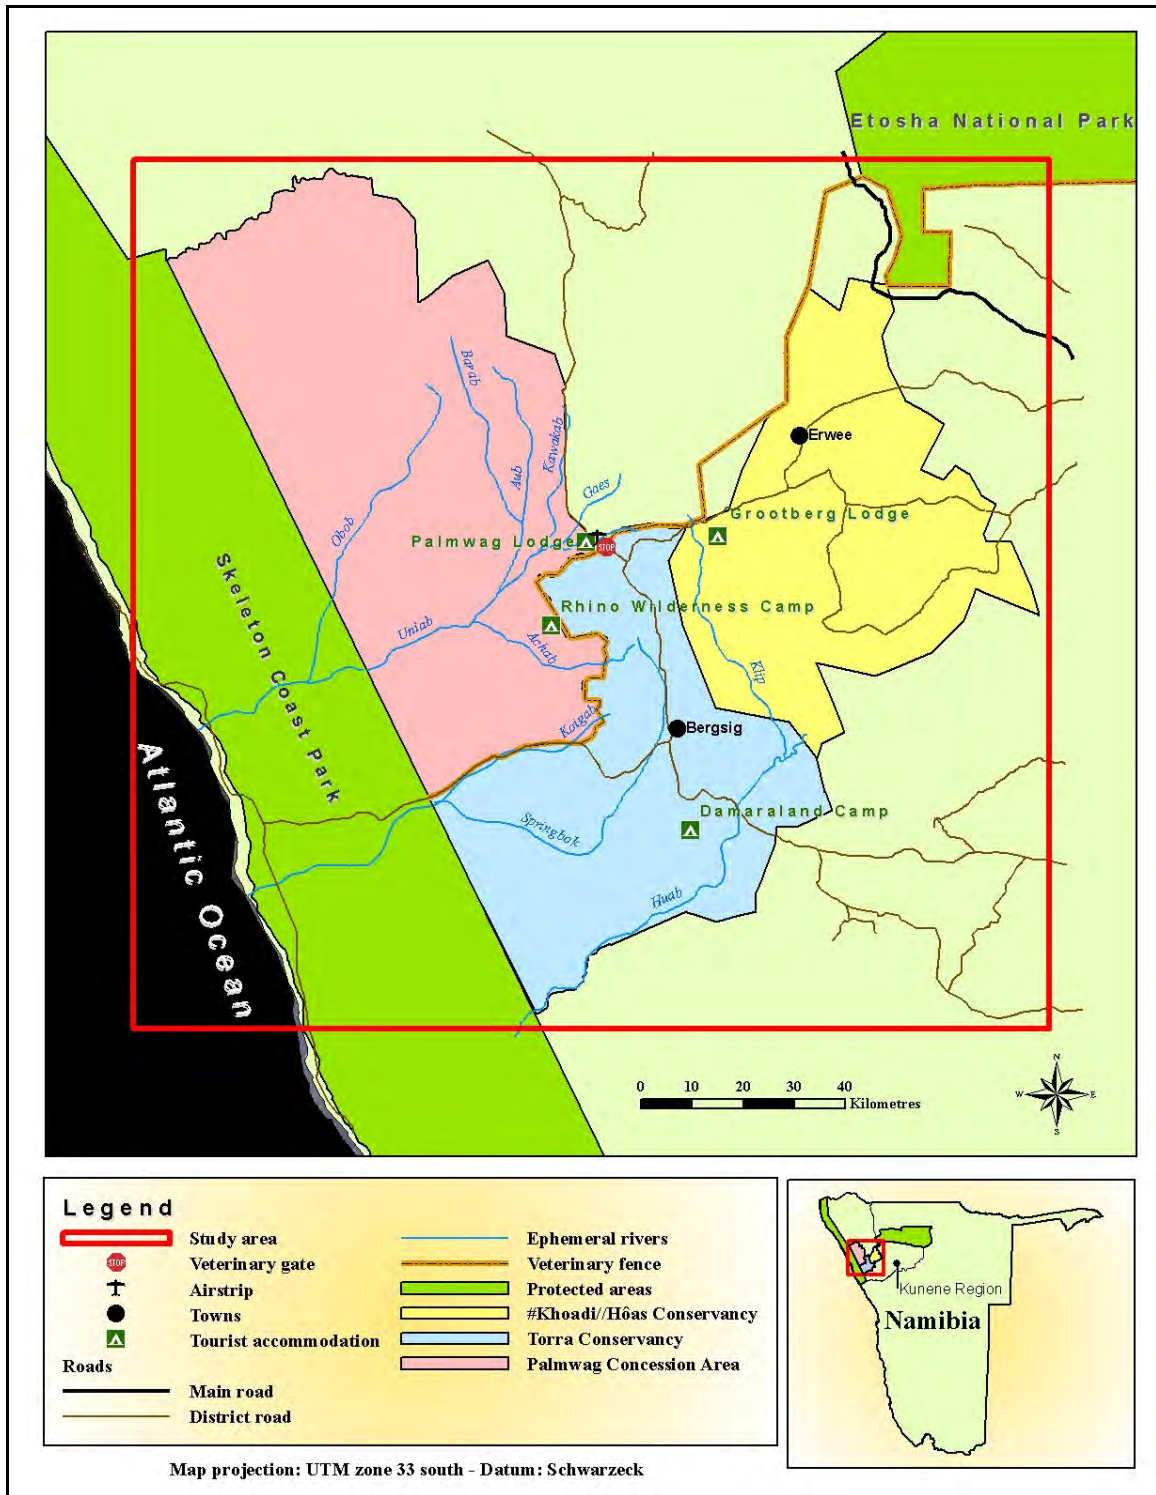 Etosha National Park
Barab
Aub
Kawakab
Gaes
Erwee
Obob
Grootberg Lodge
Palmwag Lodge
STOP
Rhino Wilderness Camp
Uniab
Achab
Klip
Skeleton Coast Park
Koigab
Bergsig
Atlantic Ocean
Springbok
Damaraland Camp
Huab
0 10 20 30 40
Kilometres
N
W E
S
Legend
Study area
STOP Veterinary gate
Airstrip
Towns
Tourist accommodation
Roads
Main road
District road
Ephemeral rivers
Veterinary fence
Protected areas
#Khoadi//Hôas Conservancy
Torra Conservancy
Palmwag Concession Area
Kunene Region
Namibia
Map projection: UTM zone 33 south - Datum: Schwarzeck